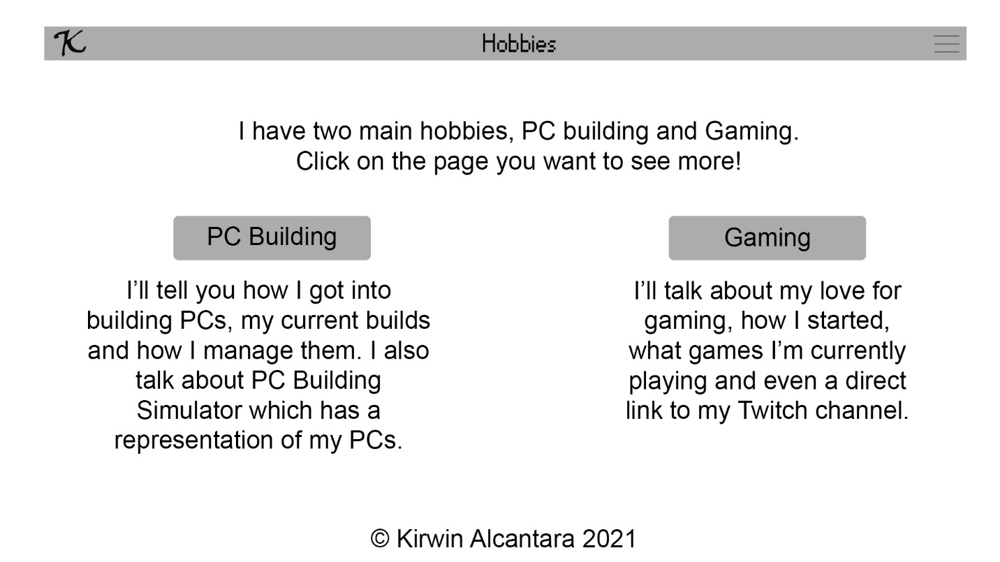 K
Hobbies
I have two main hobbies, PC building and Gaming.
Click on the page you want to see more!
PC Building
I’ll tell you how I got into
building PCs, my current builds
and how I manage them. I also
talk about PC Building
Simulator which has a
representation of my PCs.
Gaming
I’ll talk about my love for
gaming, how I started,
what games I’m currently
playing and even a direct
link to my Twitch channel.
© Kirwin Alcantara 2021